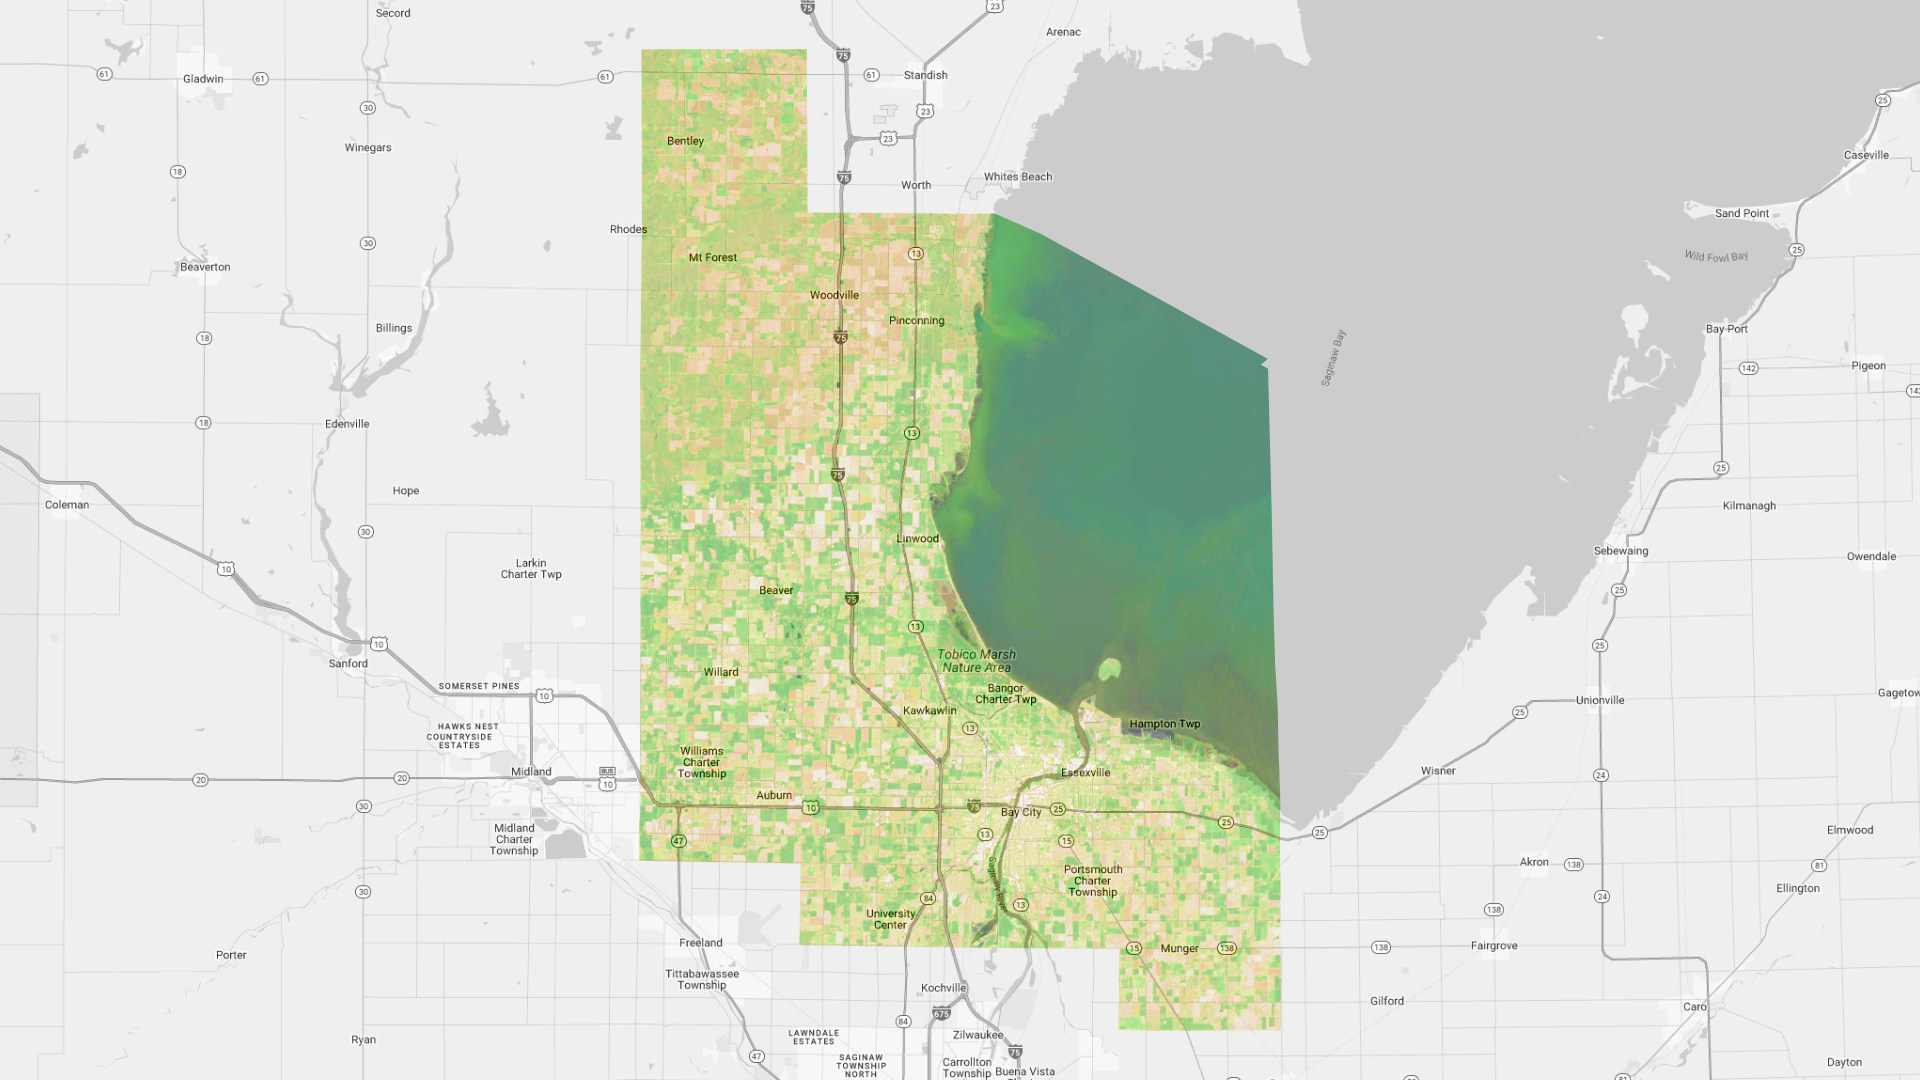 Secord
75
23
Arenac
61
Gladwin
61
61
75
61
Standish
25
30
23
Winegars
Bentley
23
Caseville
18
75
Worth
Whites Beach
Sand Point
Rhodes
30
25
Wild Fowl Bay
Mt Forest
13
Beaverton
Woodville
Pinconning
Billings
Bay Port
18
75
Saginaw Bay
142
Pigeon
142
18
Edenville
13
25
75
Hope
Coleman
Kilmanagh
30
Linwood
Sebewaing
Owendale
10
Larkin
Charter Twp
Beaver
75
25
13
10
25
Sanford
Tobico Marsh
Nature Area
Willard
SOMERSET PINES
10
Bangor
Charter Twp
Gagetow
Unionville
Kawkawlin
25
HAWKS NEST
COUNTRYSIDE
ESTATES
13
Hampton Twp
Williams
Charter
Township
Midland
BUS
10
Essexville
Wisner
20
20
24
Auburn
30
10
75
Bay City
25
25
25
Midland
Charter
Township
47
13
15
Elmwood
Akron
138
81
Portsmouth
Charter
Township
Saginaw River
30
84
13
Ellington
24
University
Center
138
Freeland
15
Munger
138
138
Fairgrove
Porter
Tittabawassee
Township
Kochville
Gilford
Caro
675
84
Ryan
LAWNDALE
ESTATES
Zilwaukee
75
47
SAGINAW
TOWNSHIP
NORTH
Carrollton
Township
Buena Vista
Dayton
81